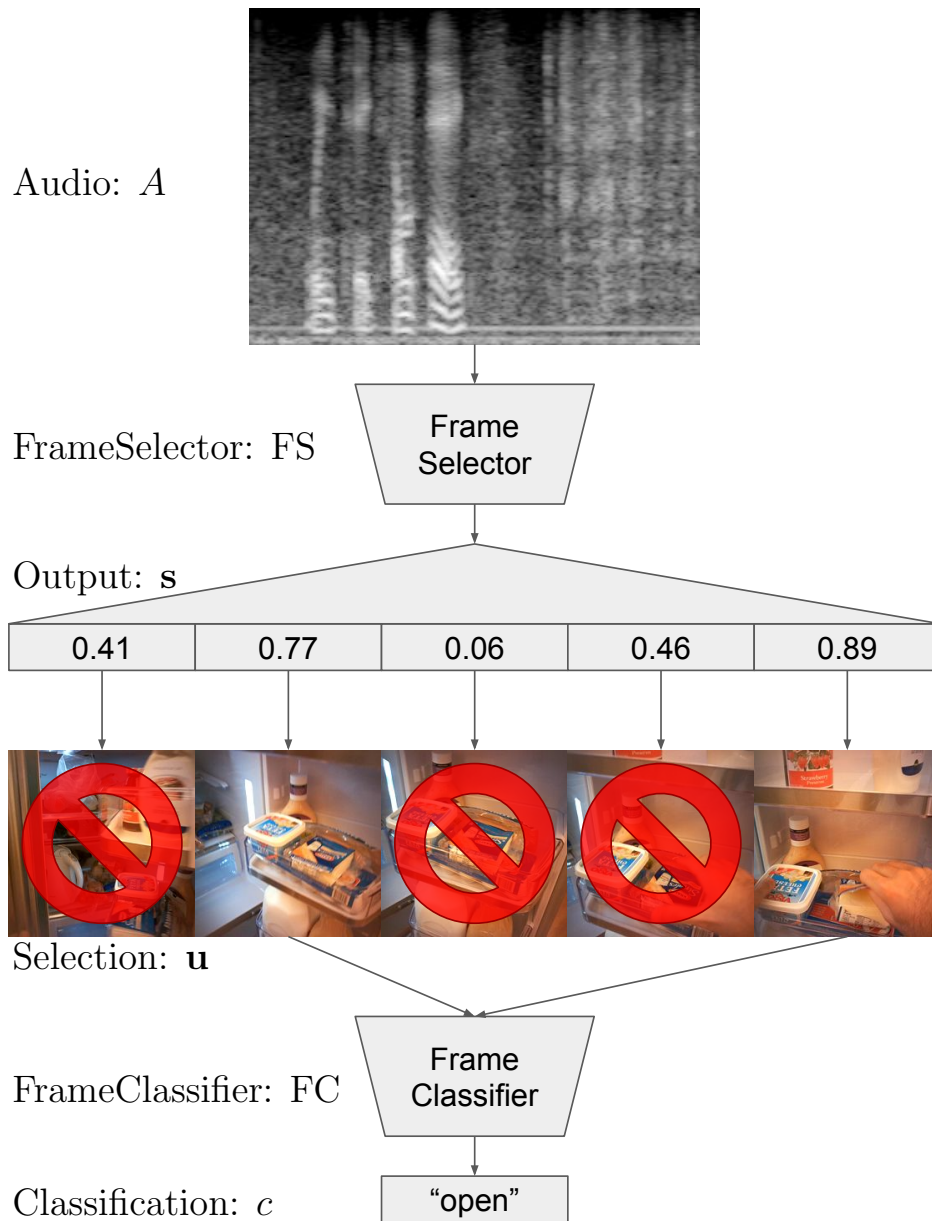 Audio: A
FrameSelector: FS
Frame
Selector
Output: s
0.41 0.77 0.06 0.46 0.89
Selection: u
FrameClassifier: FC
Frame
Classifier
Classification: c
“open”